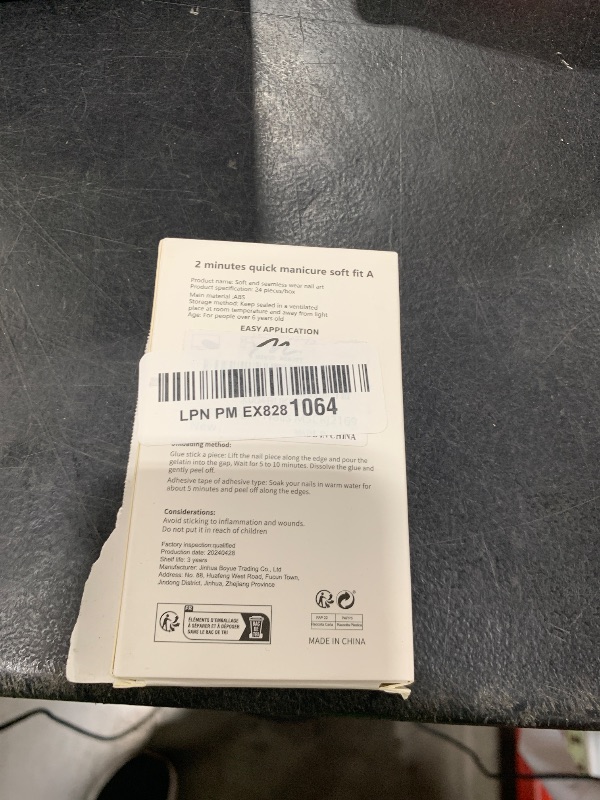 2 minutes quick manicure soft fit A
Product name: Soft and seamless wear nail art
Product specification: 24 pieces/box
Main material :ABS
Storage method: Keep sealed in a ventilated
place at room temperature and away from light
Age: For people over 6 years old
EASY APPLICATION
LPN PM EX8281064
IN CHINA
Unloading method:
Glue stick a piece: Lift the nail piece along the edge and pour the
gelatin into the gap. Wait for 5 to 10 minutes. Dissolve the glue and
gently peel off.
Adhesive tape of adhesive type: Soak your nails in warm water for
about 5 minutes and peel off along the edges.
Considerations:
Avoid sticking to inflammation and wounds.
Do not put it in reach of children
Factory inspection:qualified
Production date: 20240428
Shelf life: 3 years
Manufacturer: Jinhua Boyue Trading Co., Ltd
Address: No. 88, Huafeng West Road, Fucun Town,
Jindong District, Jinhua, Zhejiang Province
FR
ÉLÉMENTS D'EMBALLAGE
À SÉPARER ET À DÉPOSER
DANS LE BAC DE TRI
BAC
DE
TRI
MADE IN CHINA